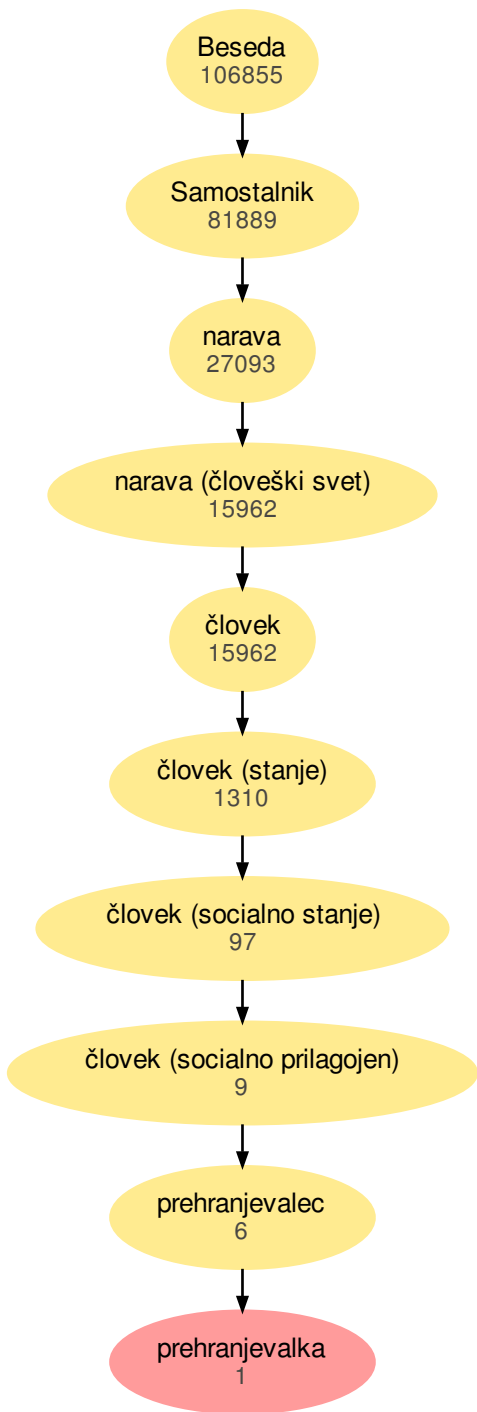 Beseda
106855
Samostalnik
81889
narava
27093
narava (človeški svet)
15962
človek
15962
človek (stanje)
1310
človek (socialno stanje)
97
človek (socialno prilagojen)
9
prehranjevalec
6
prehranjevalka
1